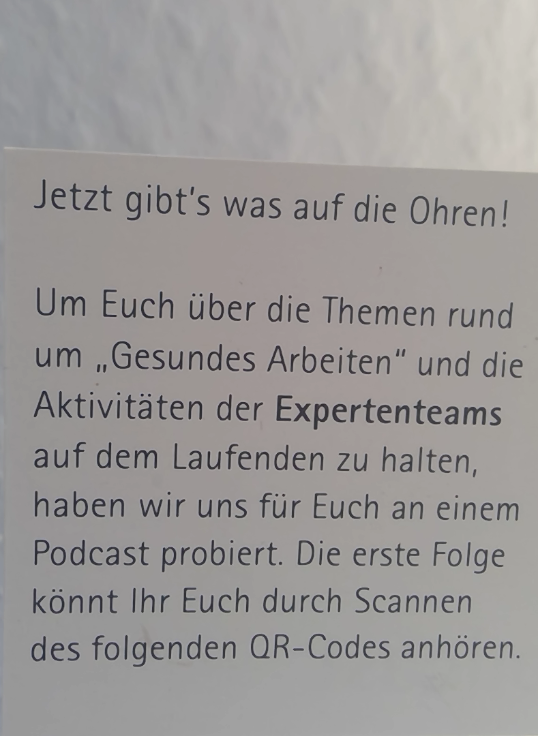 Jetzt gibt's was auf die Ohren!
Um Euch über die Themen rund
um „Gesundes Arbeiten“ und die
Aktivitäten der Expertenteams
auf dem Laufenden zu halten,
haben wir uns für Euch an einem
Podcast probiert. Die erste Folge
könnt Ihr Euch durch Scannen
des folgenden QR-Codes anhören.